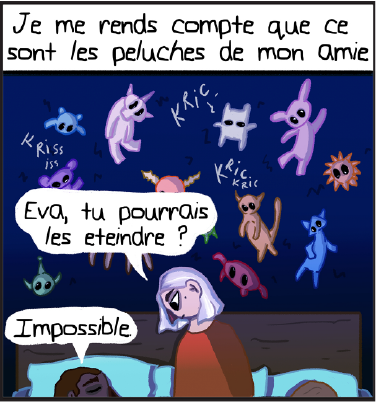 Je me rends compte que ce
sont les peluches de mon amie
KRIC.
KRISS
iss
KRIC.
KRIC
Eva, tu pourrais
les eteindre ?
Impossible.